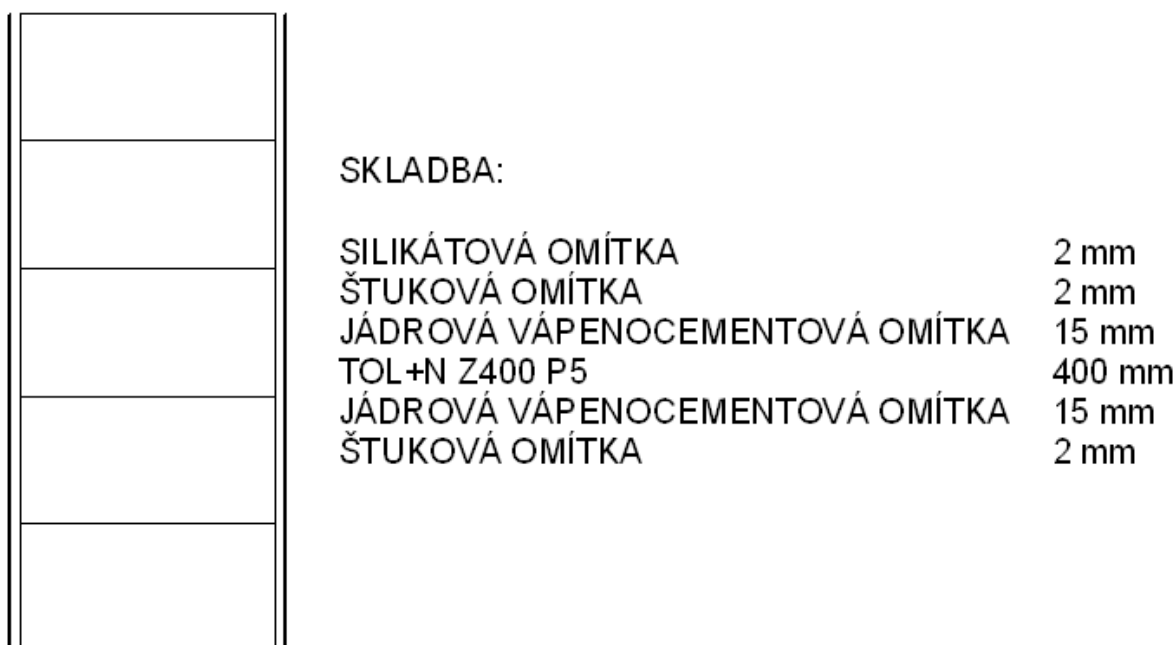 SKLADBA:
SILIKÁTOVÁ OMÍTKA 2 mm
ŠTUKOVÁ OMÍTKA 2 mm
JÁDROVÁ VÁPENOCEMENTOVÁ OMÍTKA 15 mm
TOL+N Z400 P5 400 mm
JÁDROVÁ VÁPENOCEMENTOVÁ OMÍTKA 15 mm
ŠTUKOVÁ OMÍTKA 2 mm